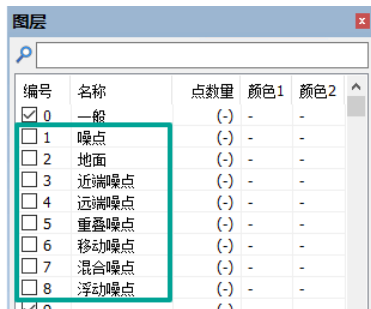 图层
编号 名称 点数量 颜色1 颜色2
0 一般 (-) - -
1 噪点 (-) - -
2 地面 (-) - -
3 近端噪点 (-) - -
4 远端噪点 (-) - -
5 重叠噪点 (-) - -
6 移动噪点 (-) - -
7 混合噪点 (-) - -
8 浮动噪点 (-) - -